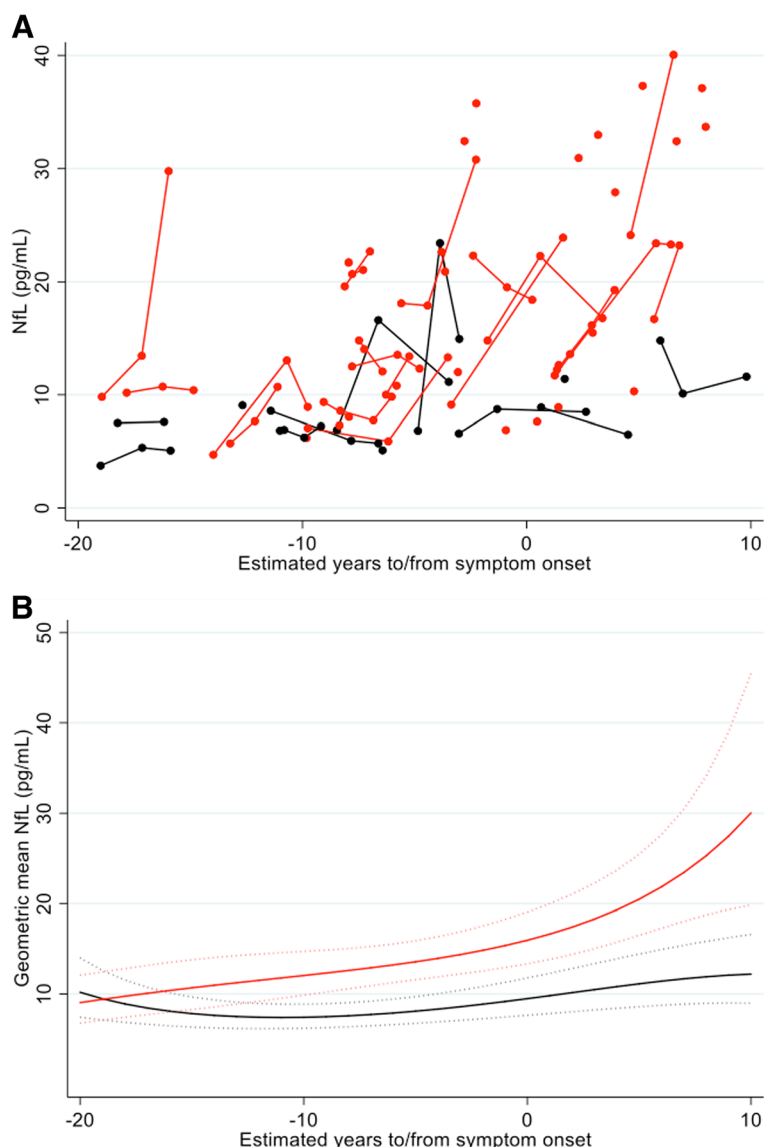 A
NfL (pg/mL)
40
30
20
10
0
-20 -10 0 10
Estimated years to/from symptom onset
B
Geometric mean NfL (pg/mL)
50
40
30
20
10
-20 -10 0 10
Estimated years to/from symptom onset